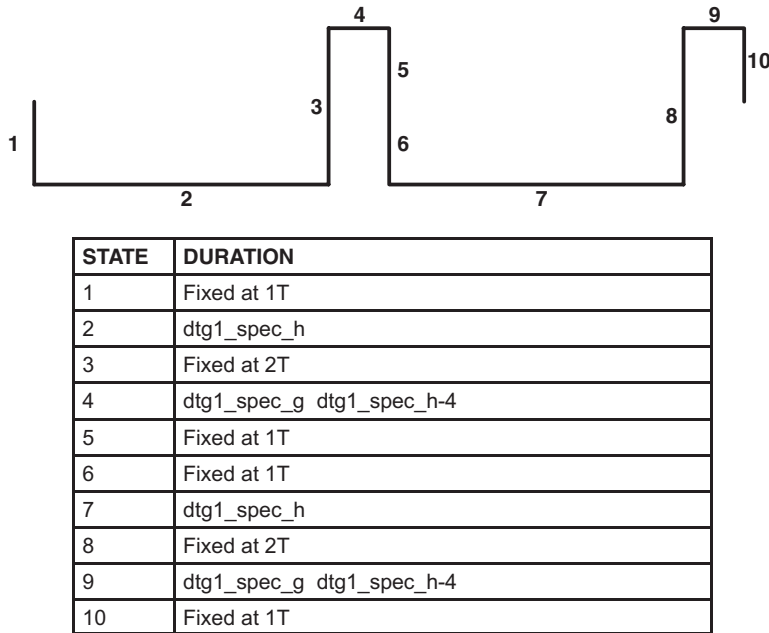 4
9
5
10
3
8
1
6
2
7
STATE DURATION
1 Fixed at 1T
2 dtg1_spec_h
3 Fixed at 2T
4 dtg1_spec_g dtg1_spec_h-4
5 Fixed at 1T
6 Fixed at 1T
7 dtg1_spec_h
8 Fixed at 2T
9 dtg1_spec_g dtg1_spec_h-4
10 Fixed at 1T